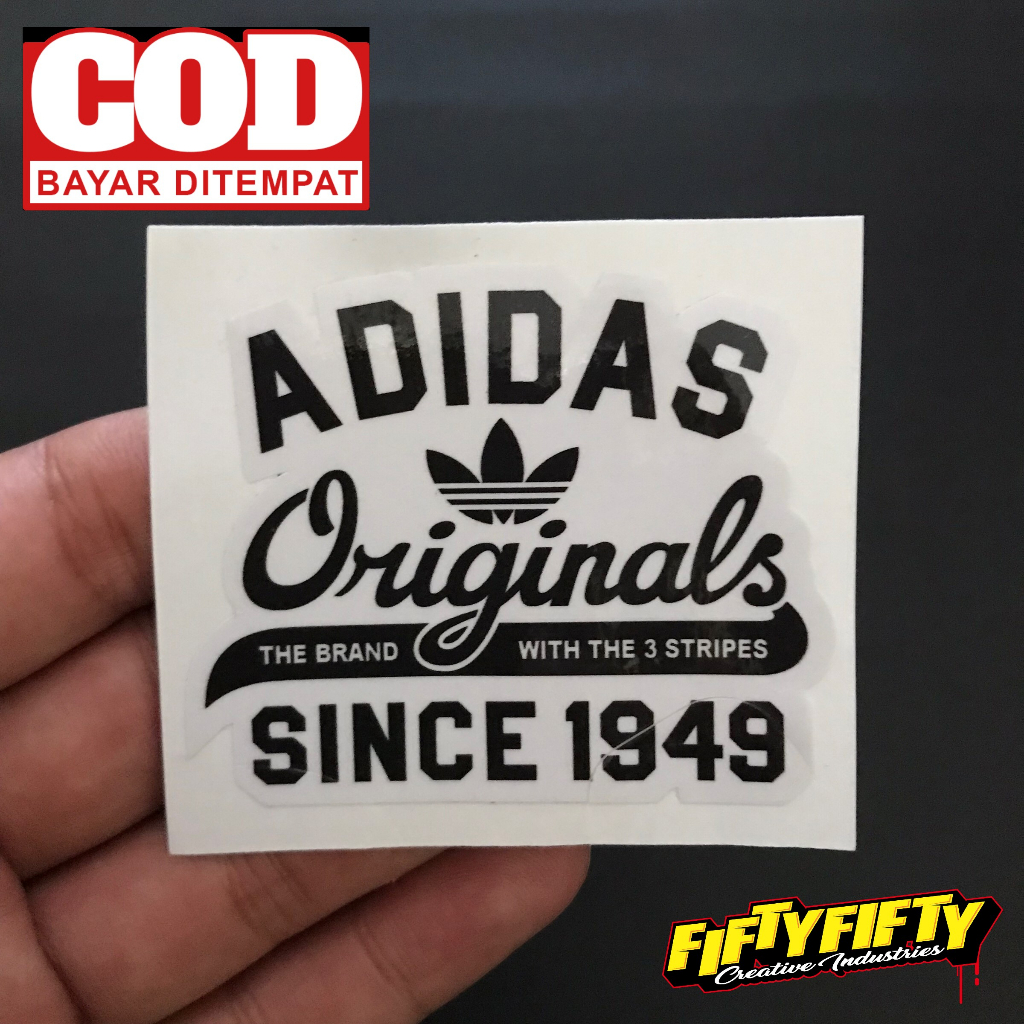 COD
BAYAR DITEMPAT
ADIDAS
Originals
THE BRAND WITH THE 3 STRIPES
SINCE 1949
FIFTYFIFTY
Creative Industries